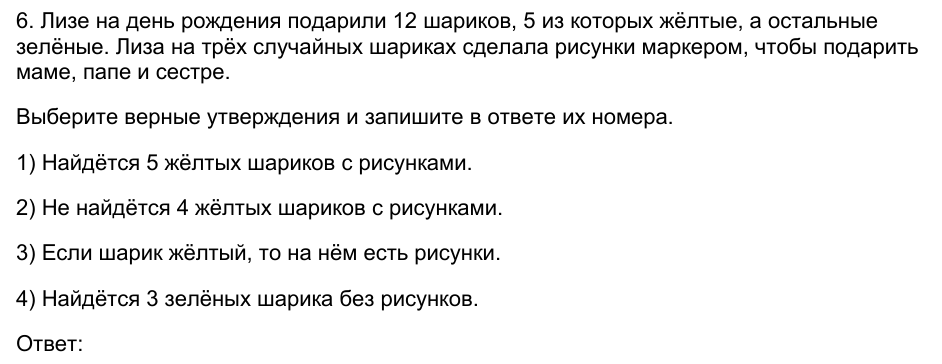 6. Лизе на день рождения подарили 12 шариков, 5 из которых жёлтые, а остальные
зелёные. Лиза на трёх случайных шариках сделала рисунки маркером, чтобы подарить
маме, папе и сестре.
Выберите верные утверждения и запишите в ответе их номера.
1) Найдётся 5 жёлтых шариков с рисунками.
2) Не найдётся 4 жёлтых шариков с рисунками.
3) Если шарик жёлтый, то на нём есть рисунки.
4) Найдётся 3 зелёных шарика без рисунков.
Ответ: